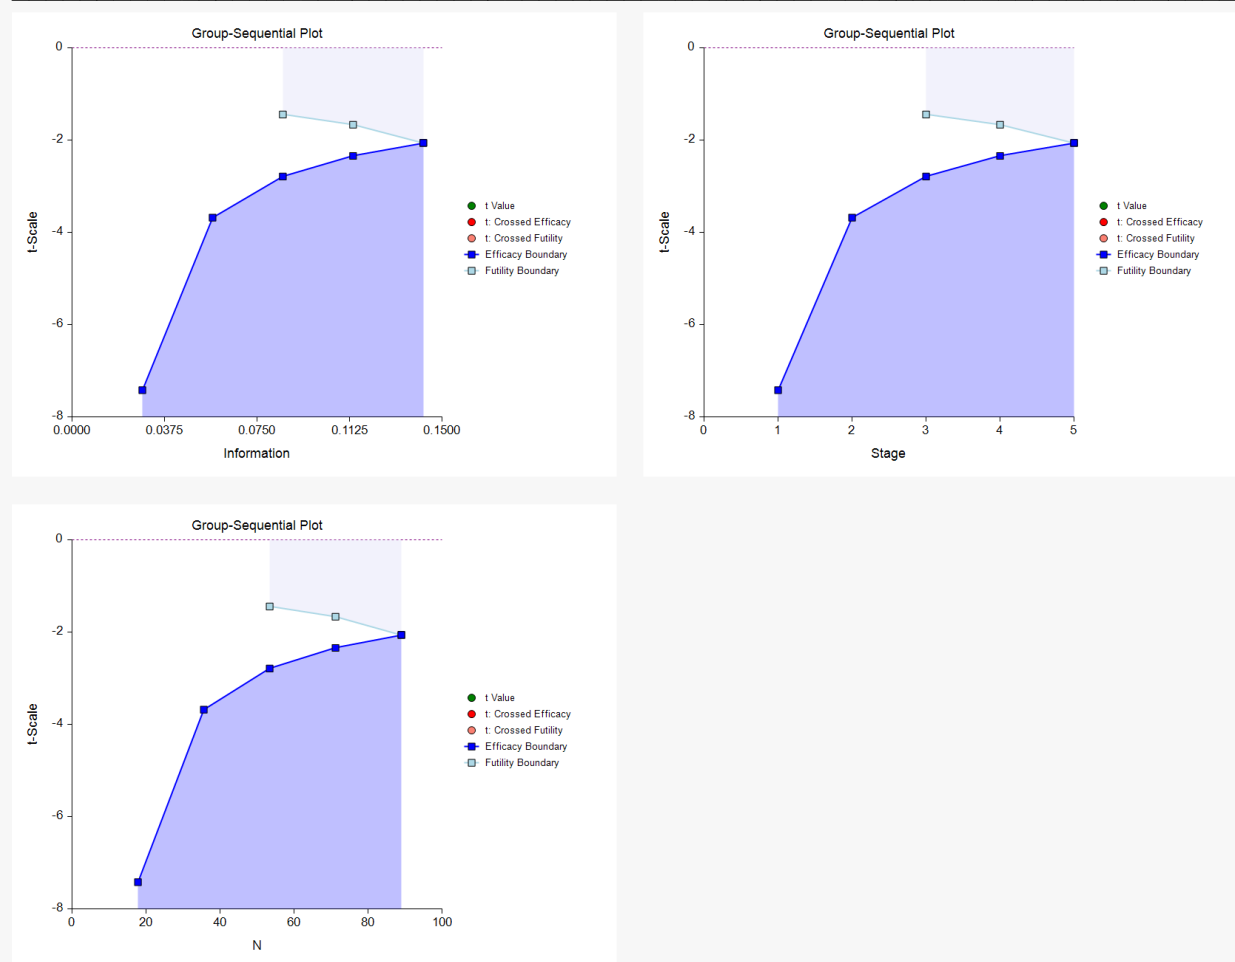 Group-Sequential Plot
0
-2
-4
-6
-8
t-Scale
0.0000 0.0375 0.0750 0.1125 0.1500
Information
t Value
t: Crossed Efficacy
t: Crossed Futility
Efficacy Boundary
Futility Boundary
Group-Sequential Plot
0
-2
-4
-6
-8
t-Scale
0 1 2 3 4 5
Stage
t Value
t: Crossed Efficacy
t: Crossed Futility
Efficacy Boundary
Futility Boundary
Group-Sequential Plot
0
-2
-4
-6
-8
t-Scale
0 20 40 60 80 100
N
t Value
t: Crossed Efficacy
t: Crossed Futility
Efficacy Boundary
Futility Boundary